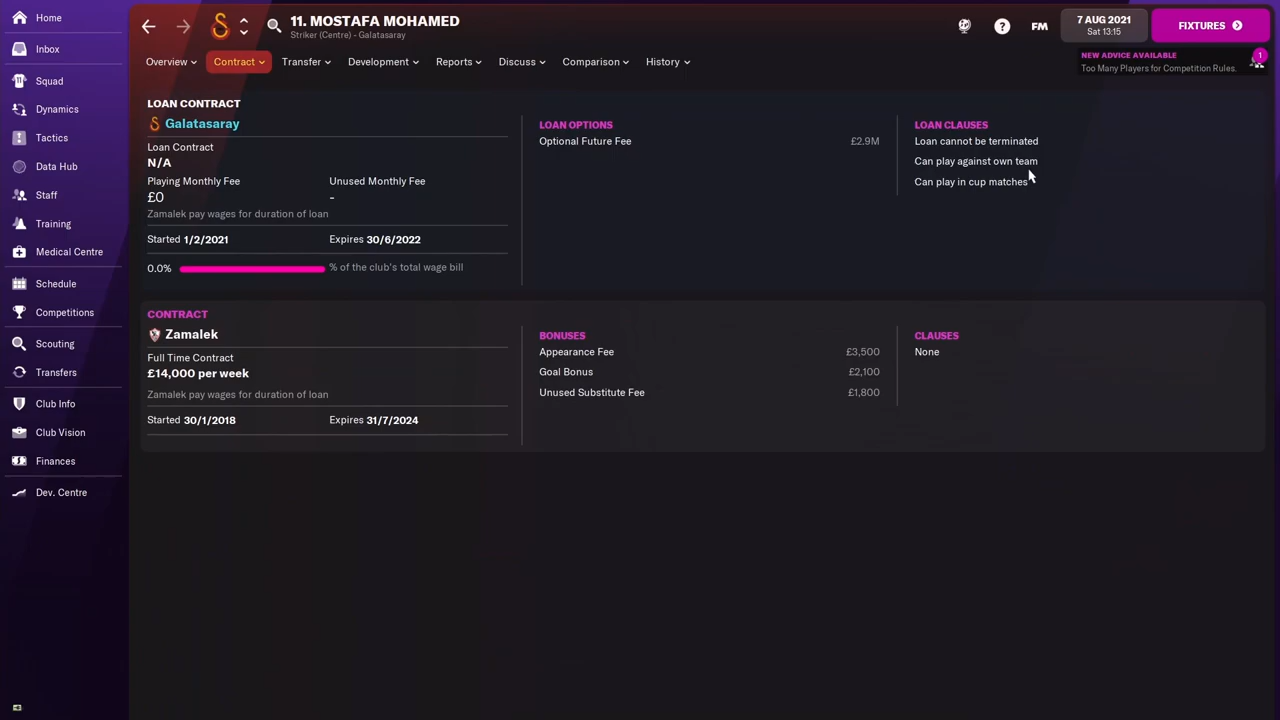 Home
Inbox
Squad
Dynamics
Tactics
Data Hub
Staff
Training
Medical Centre
Schedule
Competitions
Scouting
Transfers
Club Info
Club Vision
Finances
Dev. Centre
11. MOSTAFA MOHAMED
Striker (Centre) - Galatasaray
? FM
7 AUG 2021
Sat 13:15
FIXTURES
Overview Contract Transfer Development Reports Discuss Comparison History
NEW ADVICE AVAILABLE 1
Too Many Players for Competition Rules.
LOAN CONTRACT
Galatasaray
Loan Contract
N/A
Playing Monthly Fee Unused Monthly Fee
£0 -
Zamalek pay wages for duration of loan
Started 1/2/2021 Expires 30/6/2022
0.0% % of the club's total wage bill
LOAN OPTIONS
Optional Future Fee £2.9M
LOAN CLAUSES
Loan cannot be terminated
Can play against own team
Can play in cup matches
CONTRACT
Zamalek
Full Time Contract
£14,000 per week
Zamalek pay wages for duration of loan
Started 30/1/2018 Expires 31/7/2024
BONUSES
Appearance Fee £3,500
Goal Bonus £2,100
Unused Substitute Fee £1,800
CLAUSES
None